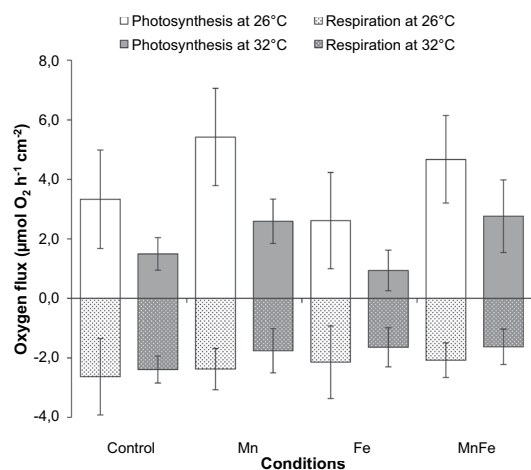 Photosynthesis at 26°C Respiration at 26°C
Photosynthesis at 32°C Respiration at 32°C
Oxygen flux (µmol O₂ h⁻¹ cm⁻²)
8,0
6,0
4,0
2,0
0,0
-2,0
-4,0
Control Mn Fe MnFe
Conditions